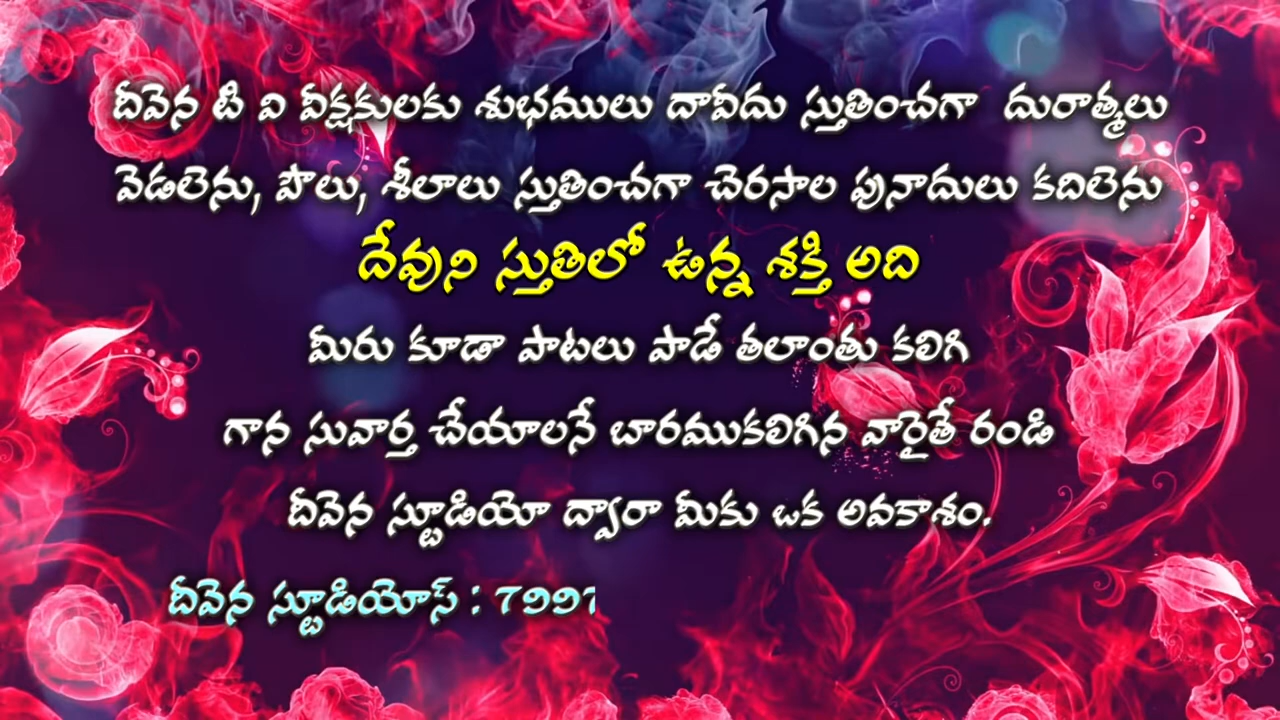 దీవెన టి వి వీక్షకులకు శుభములు దావీదు స్తుతించగా దురాత్మలు
వెడలెను, పౌలు, శీలాలు స్తుతించగా చెరసాల పునాదులు కదిలెను
దేవుని స్తుతిలో ఉన్న శక్తి అది
మీరు కూడా పాటలు పాడే తలాంతు కలిగి
గాన సువార్త చేయాలనే బారముకలిగిన వారైతే రండి
దీవెన స్టూడియో ద్వారా మీకు ఒక అవకాశం.
దీవెన స్టూడియోస్ : 7991